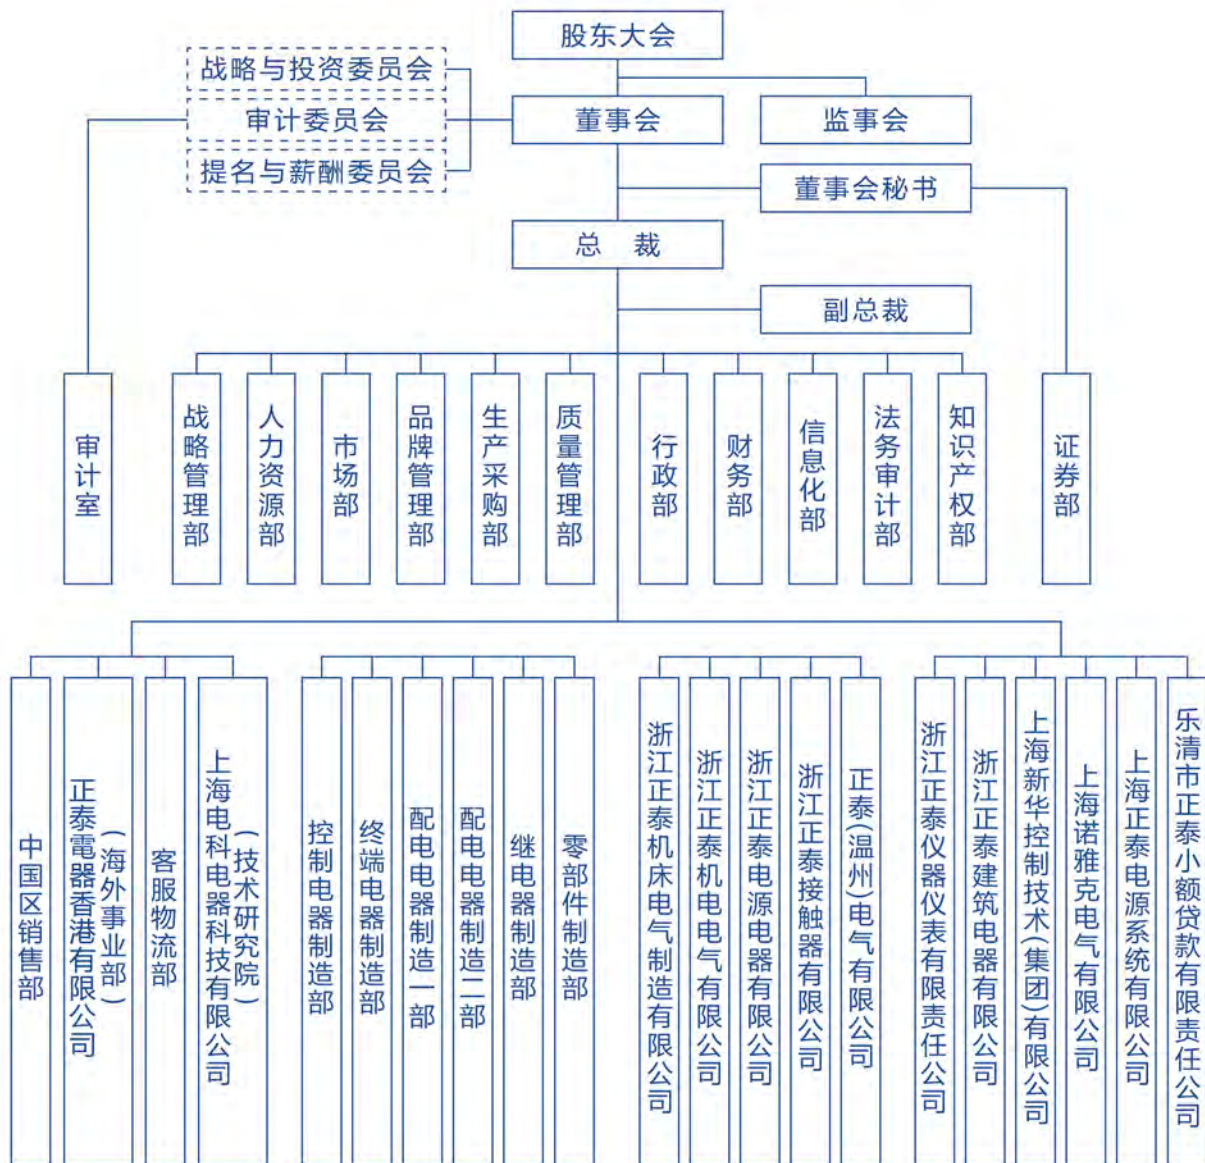 股东大会
战略与投资委员会
审计委员会
提名与薪酬委员会
董事会
监事会
董事会秘书
总 裁
副总裁
审计室
战略管理部
人力资源部
市场部
品牌管理部
生产采购部
质量管理部
行政部
财务部
信息化部
法务审计部
知识产权部
证券部
中国区销售部
正泰電器香港有限公司
(海外事业部)
客服物流部
上海电科电器科技有限公司
(技术研究院)
控制电器制造部
终端电器制造部
配电电器制造一部
配电电器制造二部
继电器制造部
零部件制造部
浙江正泰机床电气制造有限公司
浙江正泰机电电气有限公司
浙江正泰电源电器有限公司
浙江正泰接触器有限公司
正泰(温州)电气有限公司
浙江正泰仪器仪表有限责任公司
浙江正泰建筑电器有限公司
上海新华控制技术(集团)有限公司
上海诺雅克电气有限公司
上海正泰电源系统有限公司
乐清市正泰小额贷款有限责任公司